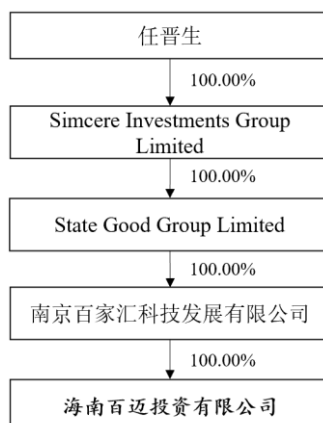 任晋生
100.00%
Simcere Investments Group
Limited
100.00%
State Good Group Limited
100.00%
南京百家汇科技发展有限公司
100.00%
海南百迈投资有限公司